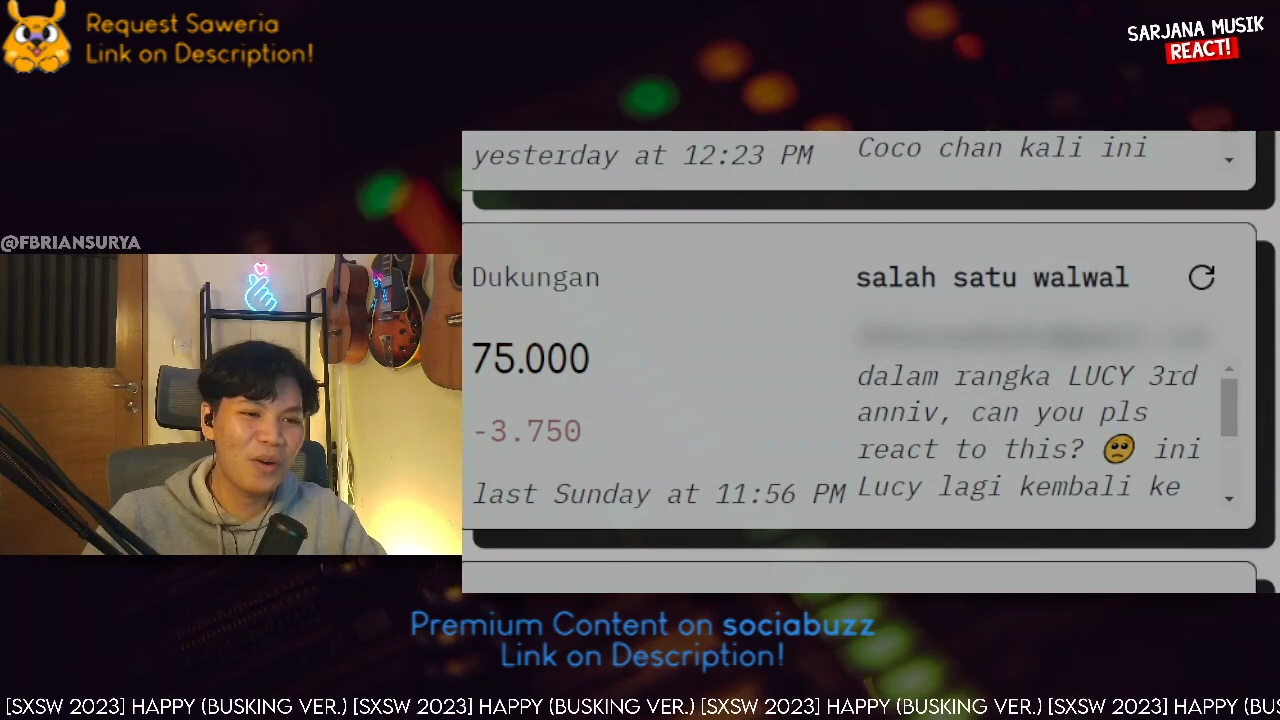 Request Saweria
Link on Description!
SARJANA MUSIK
REACT!
yesterday at 12:23 PM
Coco chan kali ini
@FBRIANSURYA
Dukungan
salah satu walwal
75.000
-3.750
last Sunday at 11:56 PM
dalam rangka LUCY 3rd
anniv, can you pls
react to this? 🥺 ini
Lucy lagi kembali ke
Premium Content on sociabuzz
Link on Description!
[SXSW 2023] HAPPY (BUSKING VER.) [SXSW 2023] HAPPY (BUSKING VER.) [SXSW 2023] HAPPY (BUSKING VER.) [SXSW 2023] HAPPY (BUS